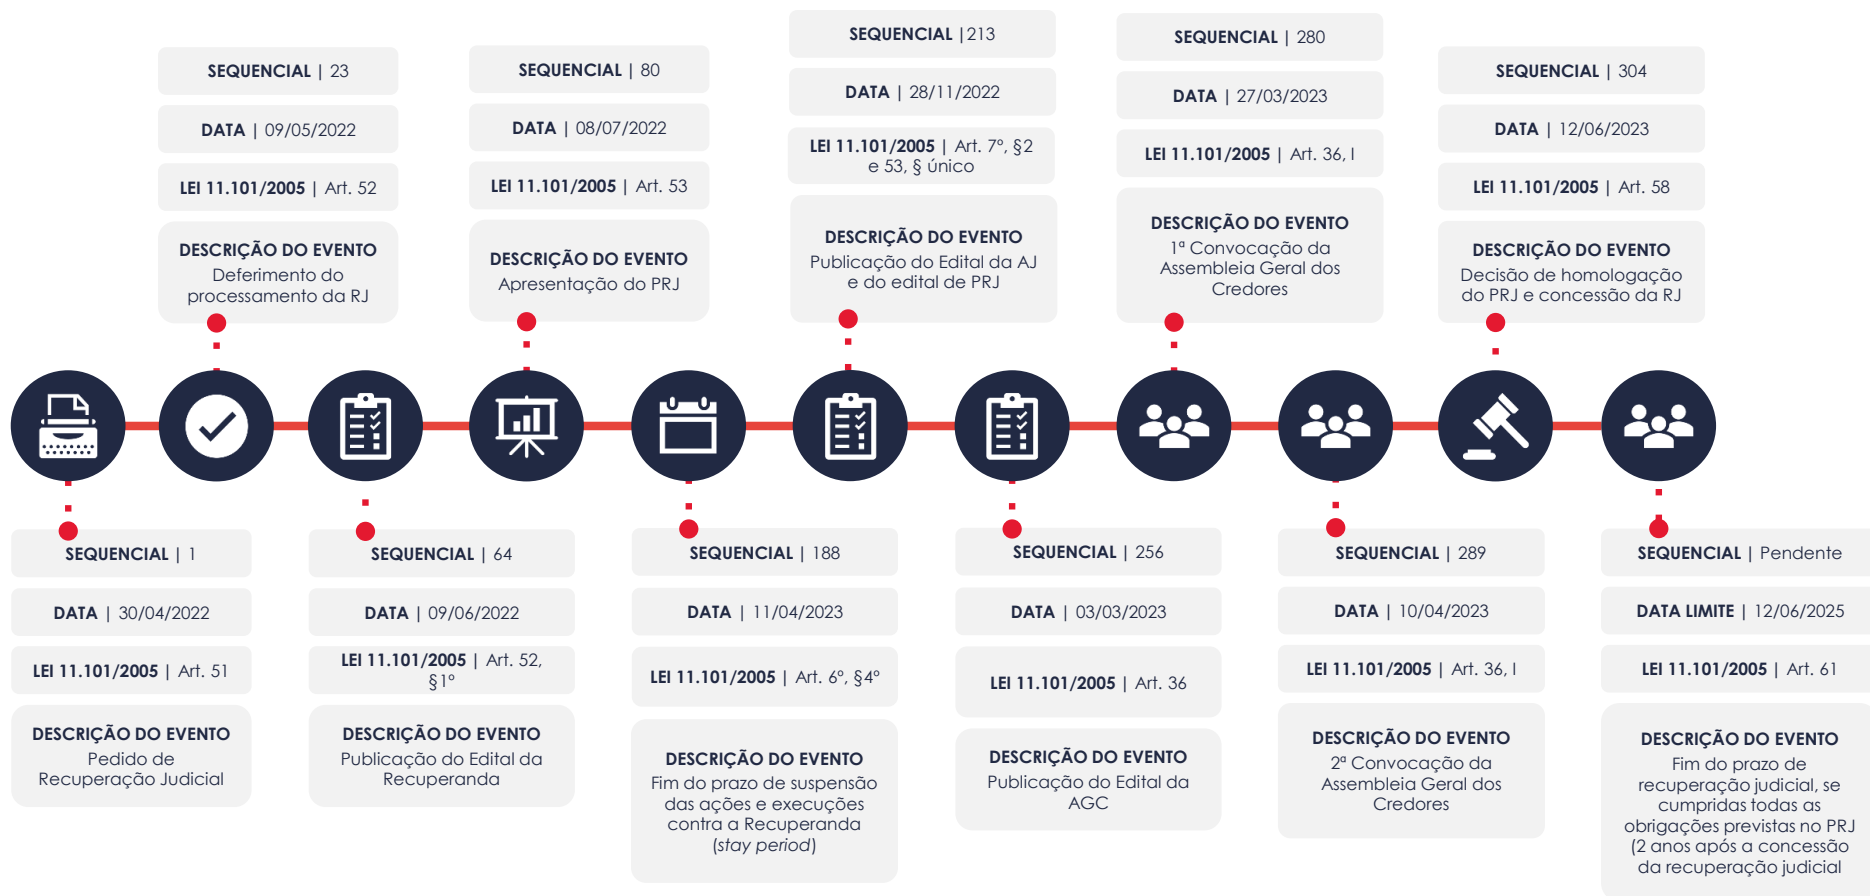 SEQUENCIAL | 23
DATA | 09/05/2022
LEI 11.101/2005 | Art. 52
DESCRIÇÃO DO EVENTO
Deferimento do
processamento da RJ
SEQUENCIAL | 80
DATA | 08/07/2022
LEI 11.101/2005 | Art. 53
DESCRIÇÃO DO EVENTO
Apresentação do PRJ
SEQUENCIAL |213
DATA | 28/11/2022
LEI 11.101/2005 | Art. 7º, §2
e 53, § único
DESCRIÇÃO DO EVENTO
Publicação do Edital da AJ
e do edital de PRJ
SEQUENCIAL | 280
DATA | 27/03/2023
LEI 11.101/2005 | Art. 36, I
DESCRIÇÃO DO EVENTO
1ª Convocação da
Assembleia Geral dos
Credores
SEQUENCIAL | 304
DATA | 12/06/2023
LEI 11.101/2005 | Art. 58
DESCRIÇÃO DO EVENTO
Decisão de homologação
do PRJ e concessão da RJ
SEQUENCIAL | 1
DATA | 30/04/2022
LEI 11.101/2005 | Art. 51
DESCRIÇÃO DO EVENTO
Pedido de
Recuperação Judicial
SEQUENCIAL | 64
DATA | 09/06/2022
LEI 11.101/2005 | Art. 52,
§1º
DESCRIÇÃO DO EVENTO
Publicação do Edital da
Recuperanda
SEQUENCIAL | 188
DATA | 11/04/2023
LEI 11.101/2005 | Art. 6º, §4º
DESCRIÇÃO DO EVENTO
Fim do prazo de suspensão
das ações e execuções
contra a Recuperanda
(stay period)
SEQUENCIAL | 256
DATA | 03/03/2023
LEI 11.101/2005 | Art. 36
DESCRIÇÃO DO EVENTO
Publicação do Edital da
AGC
SEQUENCIAL | 289
DATA | 10/04/2023
LEI 11.101/2005 | Art. 36, I
DESCRIÇÃO DO EVENTO
2ª Convocação da
Assembleia Geral dos
Credores
SEQUENCIAL | Pendente
DATA LIMITE | 12/06/2025
LEI 11.101/2005 | Art. 61
DESCRIÇÃO DO EVENTO
Fim do prazo de
recuperação judicial, se
cumpridas todas as
obrigações previstas no PRJ
(2 anos após a concessão
da recuperação judicial